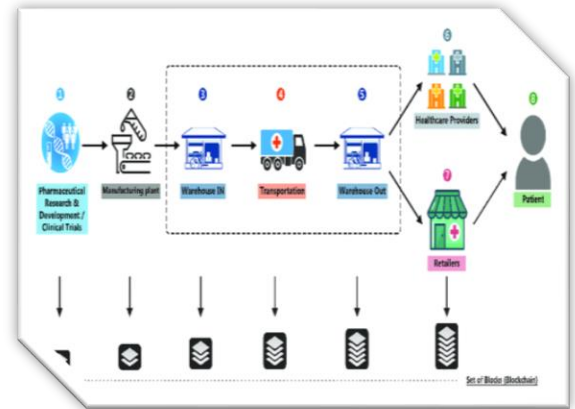 1
2
3
4
5
6
7
8
Pharmaceutical
Research &
Development /
Clinical Trials
Manufacturing plant
Warehouse IN
Transportation
Warehouse Out
Healthcare Providers
Retailers
Patient
Set of Blocks (Blockchain)